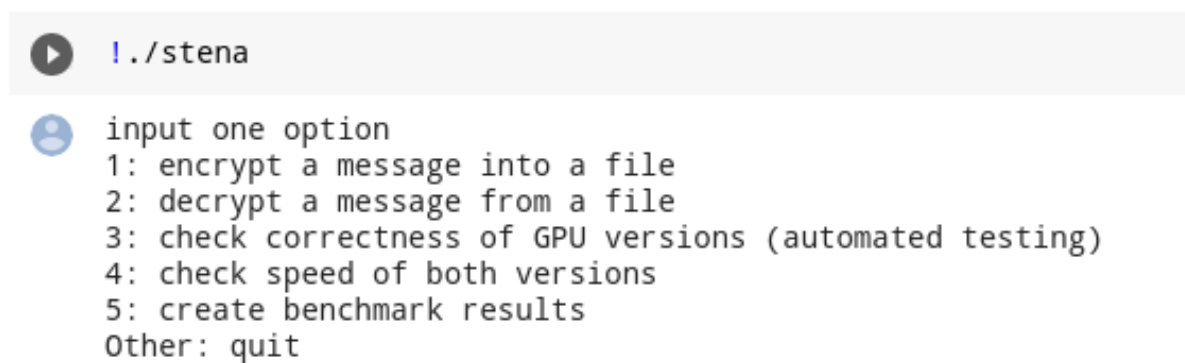 !./stena
input one option
1: encrypt a message into a file
2: decrypt a message from a file
3: check correctness of GPU versions (automated testing)
4: check speed of both versions
5: create benchmark results
Other: quit